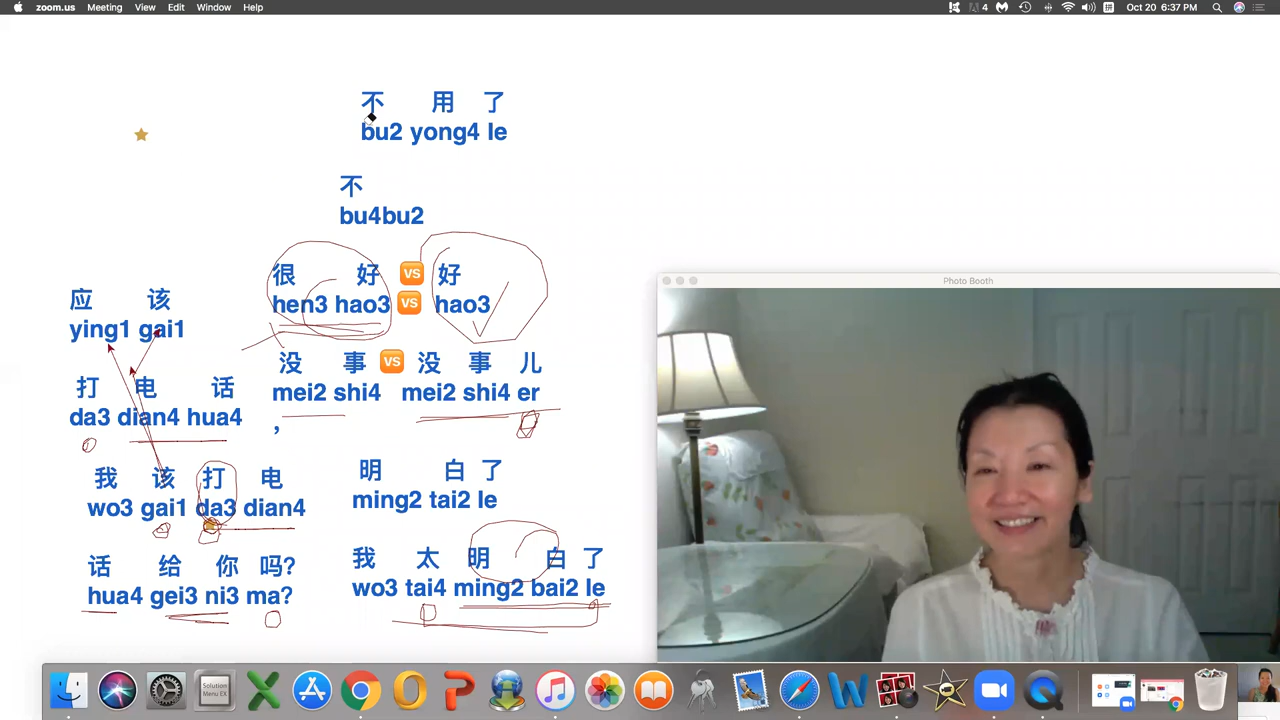 zoom.us Meeting View Edit Window Help 4 Oct 20 6:37 PM
不 用 了
bu2 yong4 le
不
bu4bu2
很 好 VS 好
hen3 hao3 VS hao3
应 该
ying1 gai1
没 事 VS 没 事 儿
mei2 shi4 mei2 shi4 er
,
打 电 话
da3 dian4 hua4
我 该 打 电
wo3 gai1 da3 dian4
话 给 你 吗?
hua4 gei3 ni3 ma?
明 白 了
ming2 tai2 le
我 太 明 白 了
wo3 tai4 ming2 bai2 le
Photo Booth
Solution
Menu EX